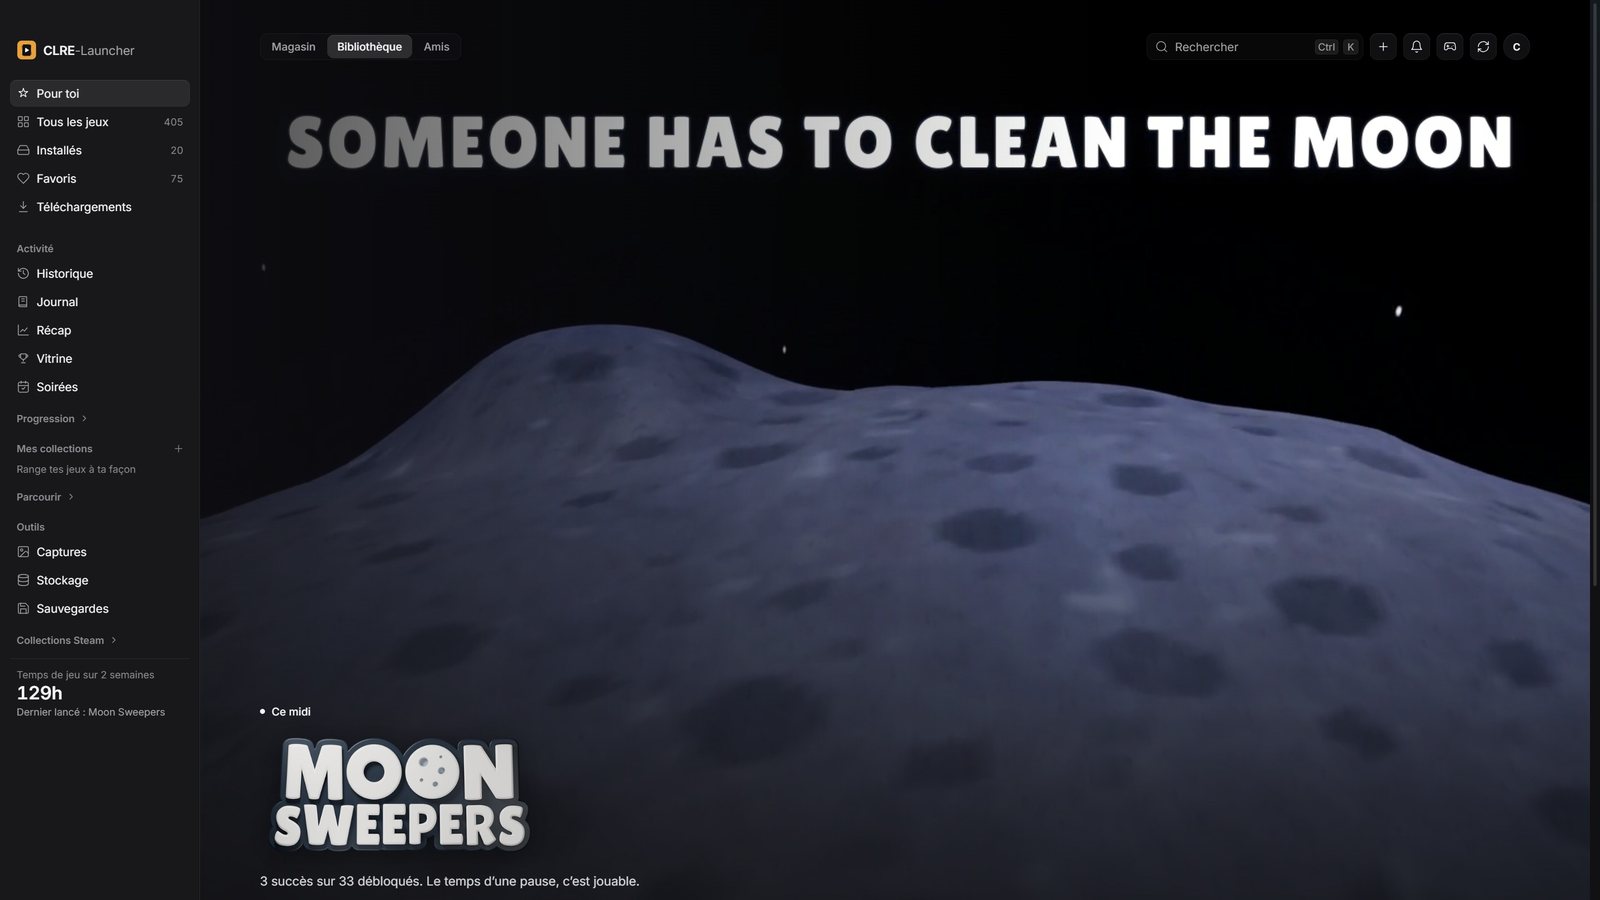 CLRE-Launcher
Pour toi
Tous les jeux 405
Installés 20
Favoris 75
Téléchargements
Activité
Historique
Journal
Récap
Vitrine
Soirées
Progression
Mes collections
Range tes jeux à ta façon
Parcourir
Outils
Captures
Stockage
Sauvegardes
Collections Steam
Temps de jeu sur 2 semaines
129h
Dernier lancé : Moon Sweepers
Magasin Bibliothèque Amis
Rechercher Ctrl K
C
SOMEONE HAS TO CLEAN THE MOON
Ce midi
MOON
SWEEPERS
3 succès sur 33 débloqués. Le temps d’une pause, c’est jouable.